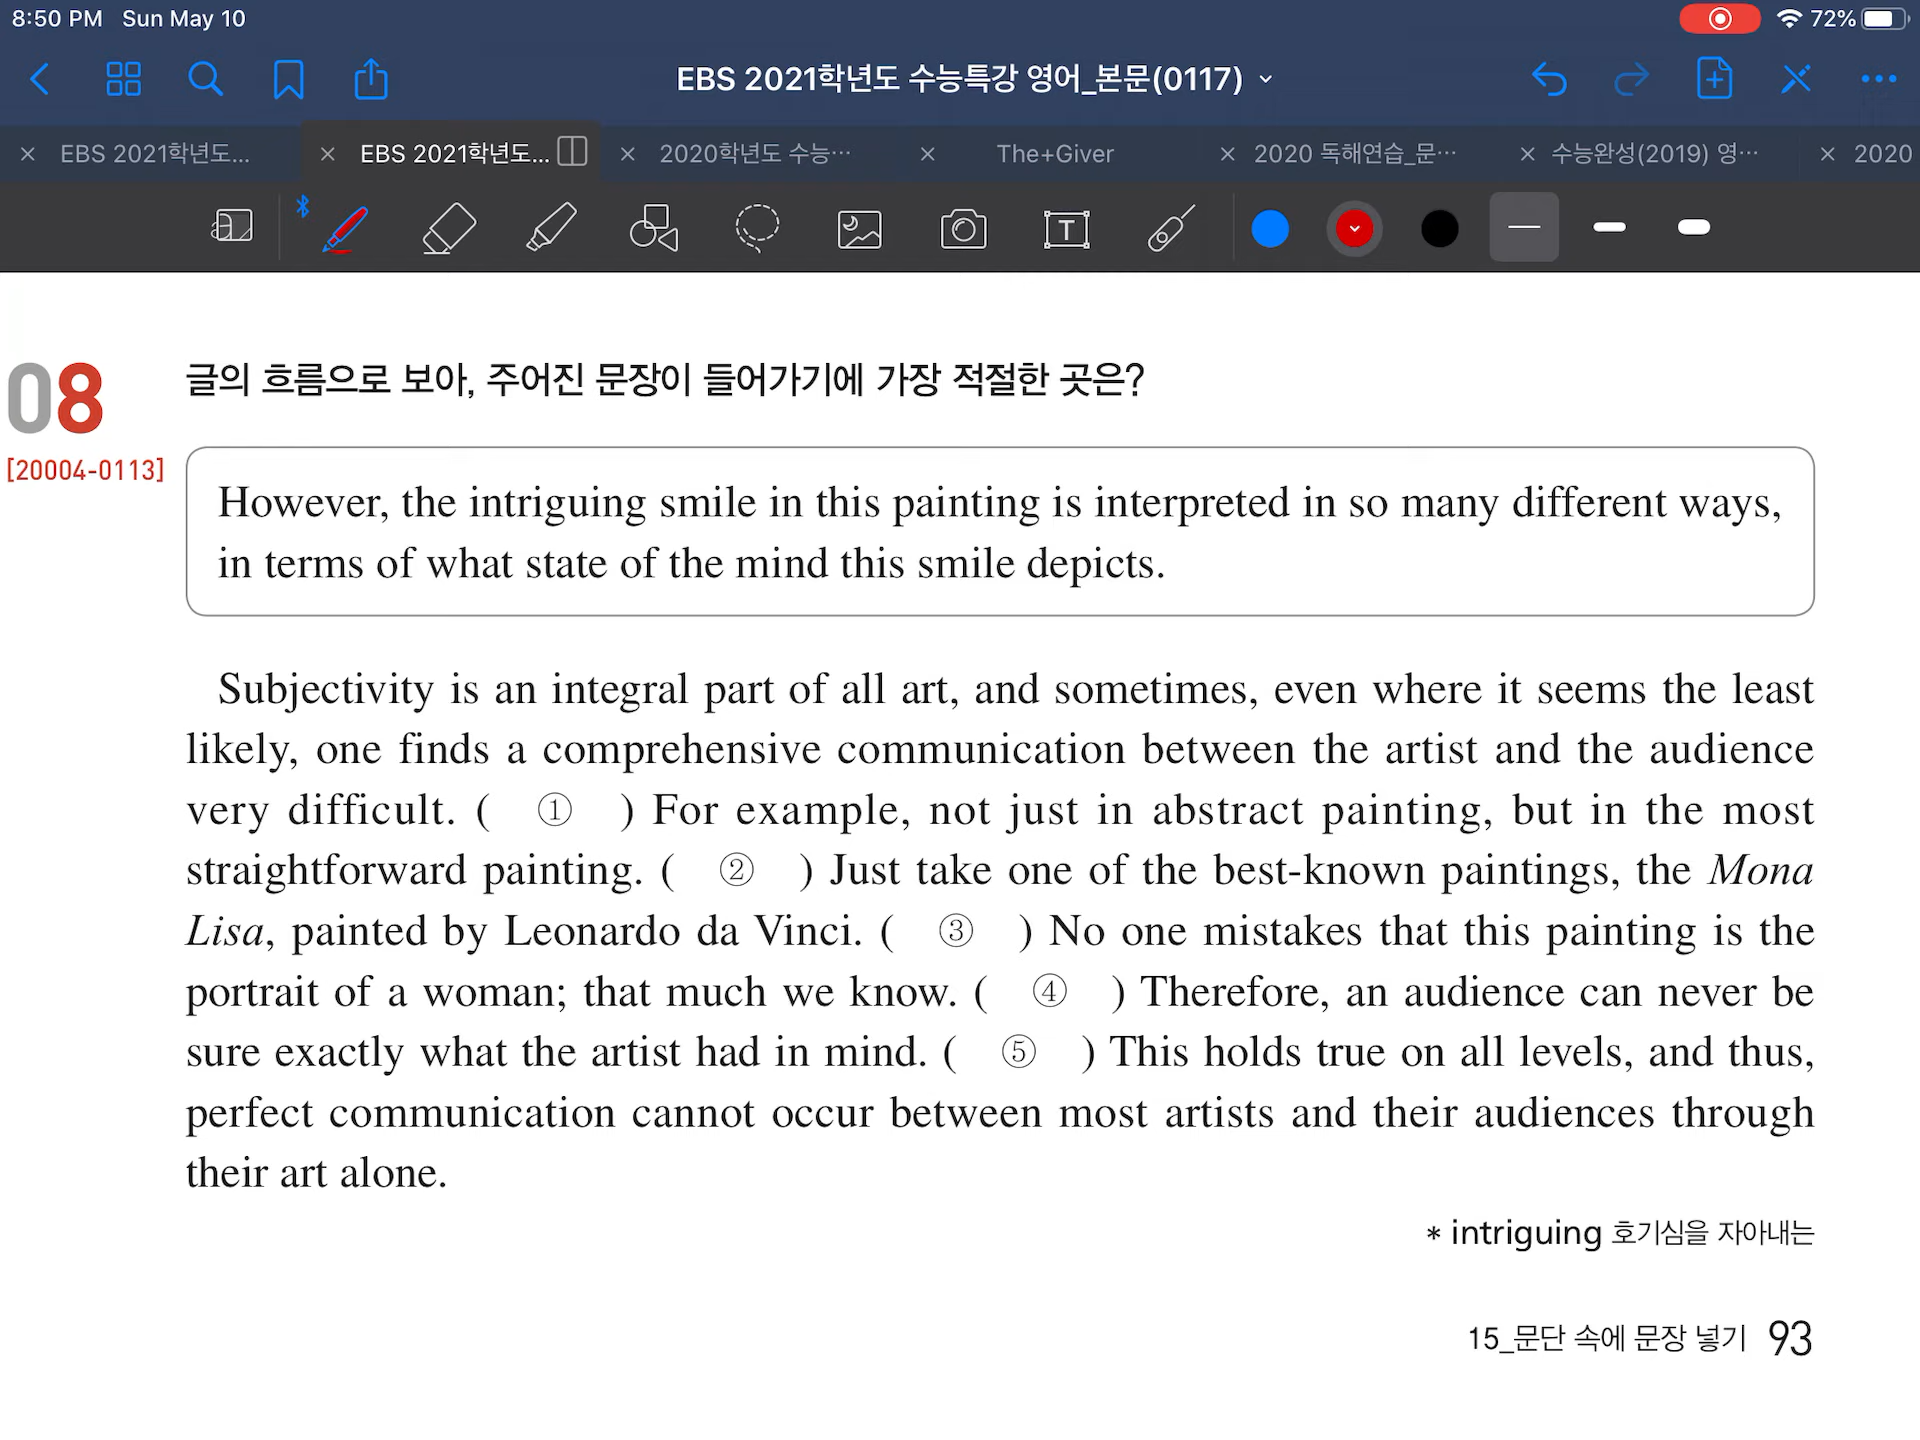 8:50 PM Sun May 10
72%
EBS 2021학년도 수능특강 영어_본문(0117)
EBS 2021학년도...
EBS 2021학년도...
2020학년도 수능…
The+Giver
2020 독해연습_문…
수능완성(2019) 영…
2020
T
08
글의 흐름으로 보아, 주어진 문장이 들어가기에 가장 적절한 곳은?
[20004-0113]
However, the intriguing smile in this painting is interpreted in so many different ways,
in terms of what state of the mind this smile depicts.
Subjectivity is an integral part of all art, and sometimes, even where it seems the least
likely, one finds a comprehensive communication between the artist and the audience
very difficult. ( ① ) For example, not just in abstract painting, but in the most
straightforward painting. ( ② ) Just take one of the best-known paintings, the Mona
Lisa, painted by Leonardo da Vinci. ( ③ ) No one mistakes that this painting is the
portrait of a woman; that much we know. ( ④ ) Therefore, an audience can never be
sure exactly what the artist had in mind. ( ⑤ ) This holds true on all levels, and thus,
perfect communication cannot occur between most artists and their audiences through
their art alone.
* intriguing 호기심을 자아내는
15_문단 속에 문장 넣기 93